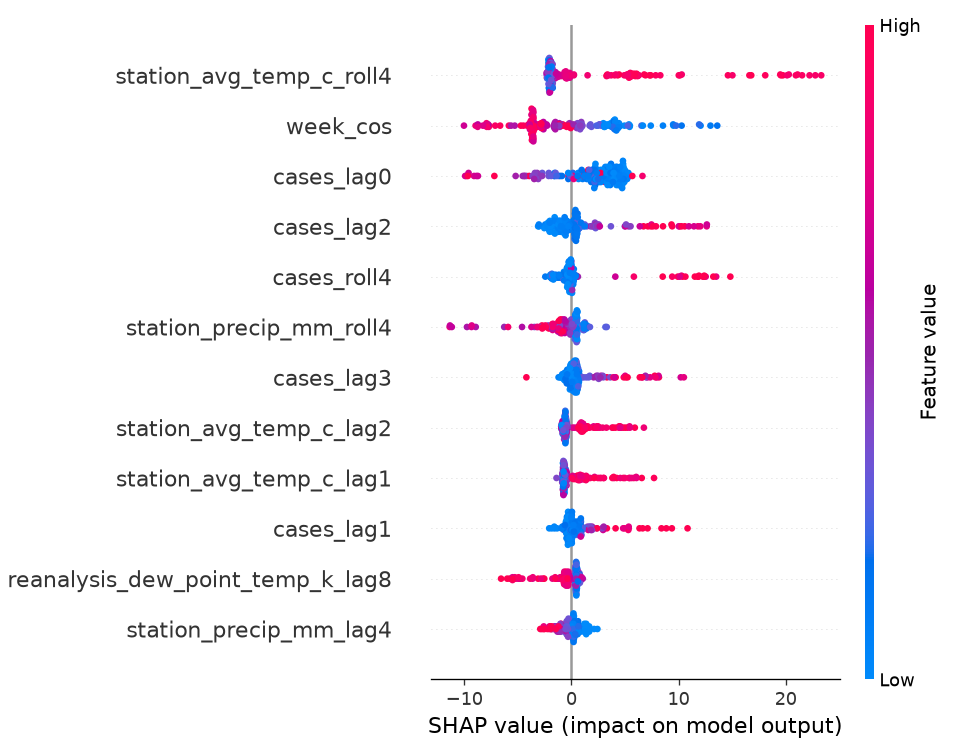 High
station_avg_temp_c_roll4
week_cos
cases_lag0
cases_lag2
cases_roll4
station_precip_mm_roll4
cases_lag3
station_avg_temp_c_lag2
station_avg_temp_c_lag1
cases_lag1
reanalysis_dew_point_temp_k_lag8
station_precip_mm_lag4
Feature value
Low
−10 0 10 20
SHAP value (impact on model output)